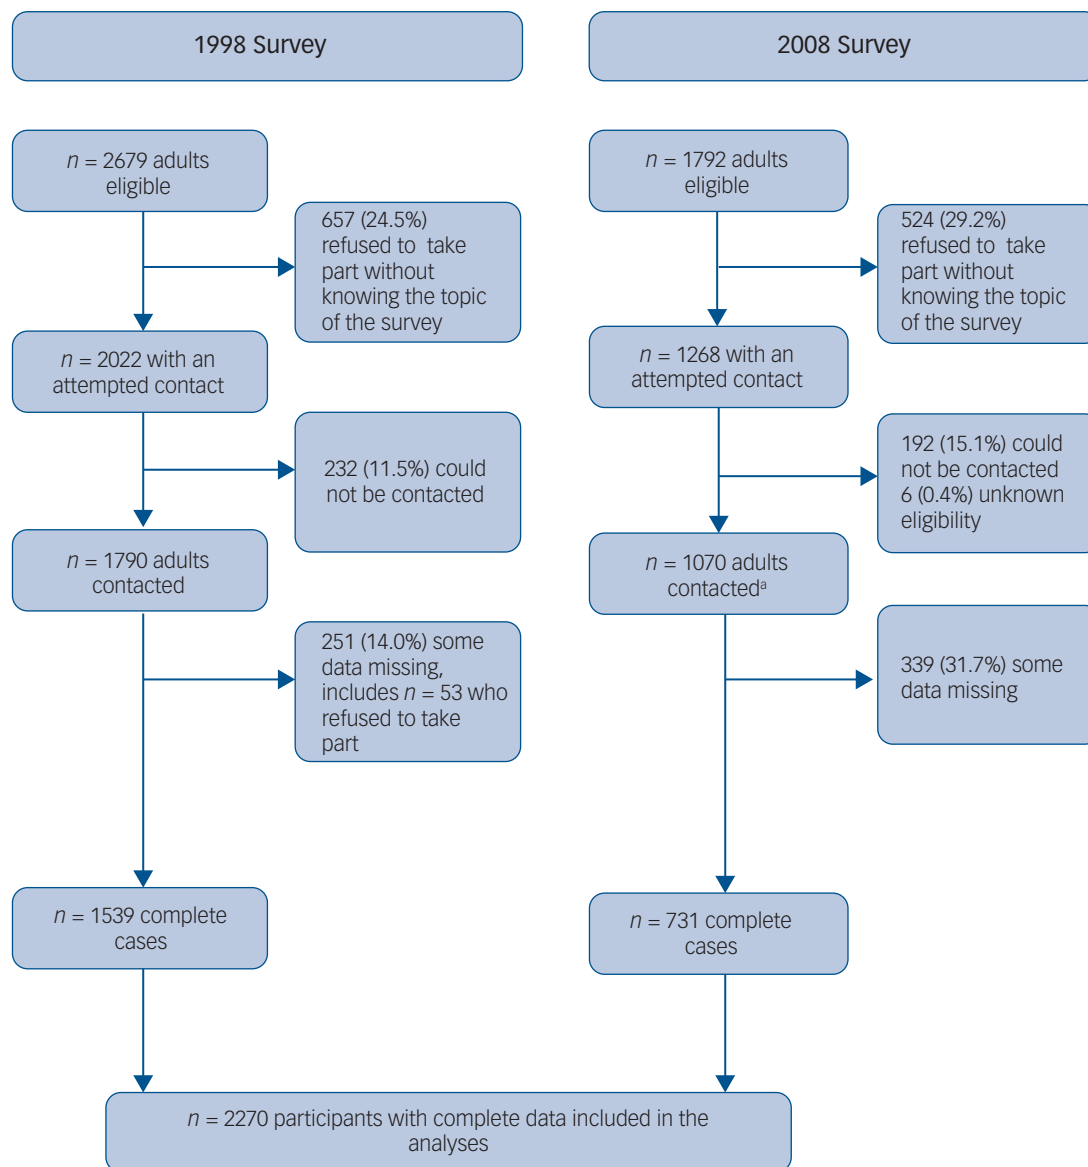 1998 Survey
n = 2679 adults
eligible
657 (24.5%)
refused to take
part without
knowing the topic
of the survey
n = 2022 with an
attempted contact
232 (11.5%) could
not be contacted
n = 1790 adults
contacted
251 (14.0%) some
data missing,
includes n = 53 who
refused to take
part
n = 1539 complete
cases
2008 Survey
n = 1792 adults
eligible
524 (29.2%)
refused to take
part without
knowing the topic
of the survey
n = 1268 with an
attempted contact
192 (15.1%) could
not be contacted
6 (0.4%) unknown
eligibility
n = 1070 adults
contactedᵃ
339 (31.7%) some
data missing
n = 731 complete
cases
n = 2270 participants with complete data included in the
analyses